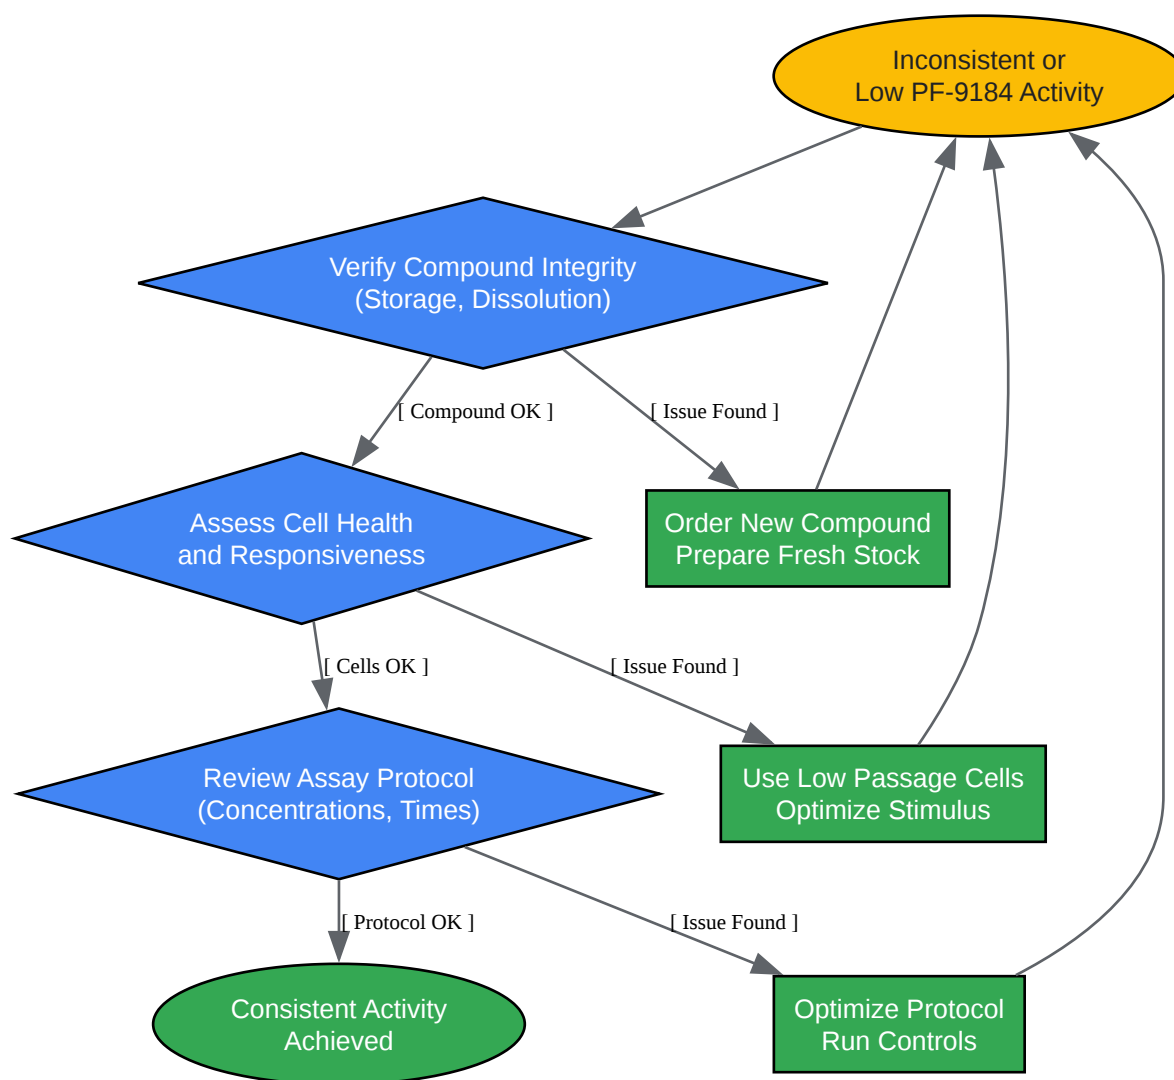 Inconsistent or
Low PF-9184 Activity
Verify Compound Integrity
(Storage, Dissolution)
[ Compound OK ]
[ Issue Found ]
Assess Cell Health
and Responsiveness
Order New Compound
Prepare Fresh Stock
[ Cells OK ]
[ Issue Found ]
Review Assay Protocol
(Concentrations, Times)
Use Low Passage Cells
Optimize Stimulus
[ Protocol OK ]
[ Issue Found ]
Consistent Activity
Achieved
Optimize Protocol
Run Controls